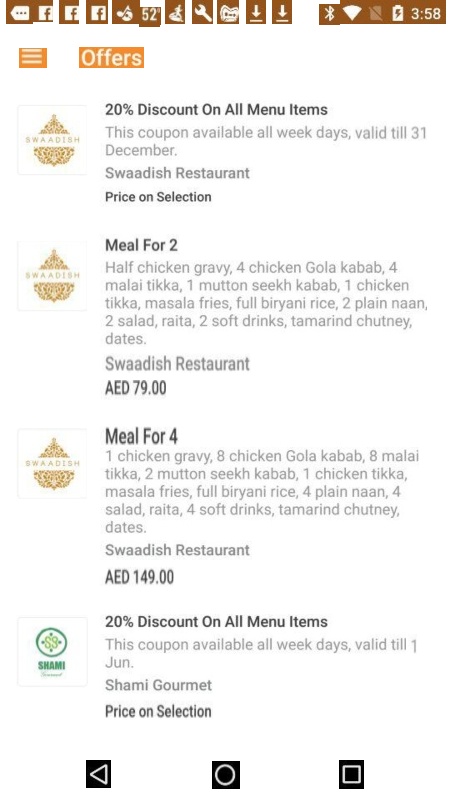 52°
3:58
Offers
20% Discount On All Menu Items
This coupon available all week days, valid till 31
December.
SWAADISH
Swaadish Restaurant
Price on Selection
Meal For 2
Half chicken gravy, 4 chicken Gola kabab, 4
malai tikka, 1 mutton seekh kabab, 1 chicken
SWAADISH
tikka, masala fries, full biryani rice, 2 plain naan,
2 salad, raita, 2 soft drinks, tamarind chutney,
dates.
Swaadish Restaurant
AED 79.00
Meal For 4
1 chicken gravy, 8 chicken Gola kabab, 8 malai
SWAADISH
tikka, 2 mutton seekh kabab, 1 chicken tikka,
masala fries, full biryani rice, 4 plain naan, 4
salad, raita, 4 soft drinks, tamarind chutney,
dates.
Swaadish Restaurant
AED 149.00
20% Discount On All Menu Items
This coupon available all week days, valid till 1
Jun.
SHAMI
Gourmet
Shami Gourmet
Price on Selection